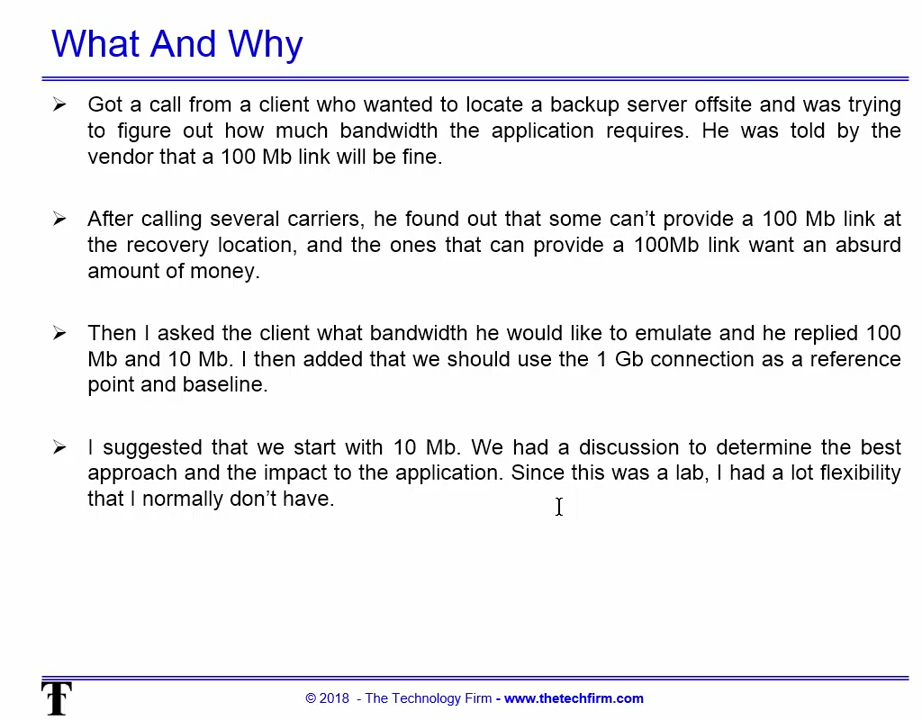 What And Why
➢ Got a call from a client who wanted to locate a backup server offsite and was trying
to figure out how much bandwidth the application requires. He was told by the
vendor that a 100 Mb link will be fine.
➢ After calling several carriers, he found out that some can't provide a 100 Mb link at
the recovery location, and the ones that can provide a 100Mb link want an absurd
amount of money.
➢ Then I asked the client what bandwidth he would like to emulate and he replied 100
Mb and 10 Mb. I then added that we should use the 1 Gb connection as a reference
point and baseline.
➢ I suggested that we start with 10 Mb. We had a discussion to determine the best
approach and the impact to the application. Since this was a lab, I had a lot flexibility
that I normally don't have.
T
© 2018 - The Technology Firm - www.thetechfirm.com